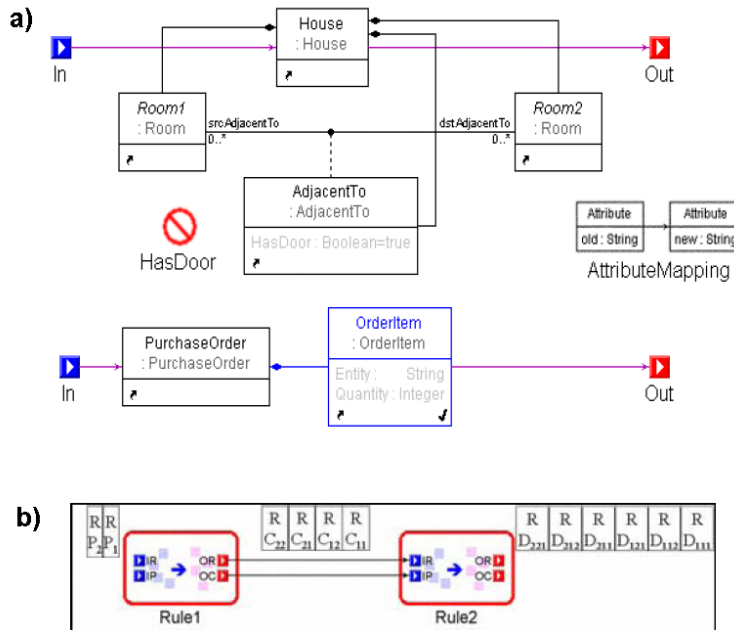 a)
House
: House
In
Out
Room1
: Room
srcAdjacentTo
0..*
dstAdjacentTo
0..*
Room2
: Room
AdjacentTo
: AdjacentTo
HasDoor : Boolean=true
HasDoor
Attribute
old : String
Attribute
new : String
AttributeMapping
PurchaseOrder
: PurchaseOrder
OrderItem
: OrderItem
Entity : String
Quantity : Integer
In
Out
b)
R R
P2 P1
R R R R
C22 C21 C12 C11
R R R R R R
D221 D212 D211 D121 D112 D111
IR OR
IP OC
Rule1
IR OR
IP OC
Rule2